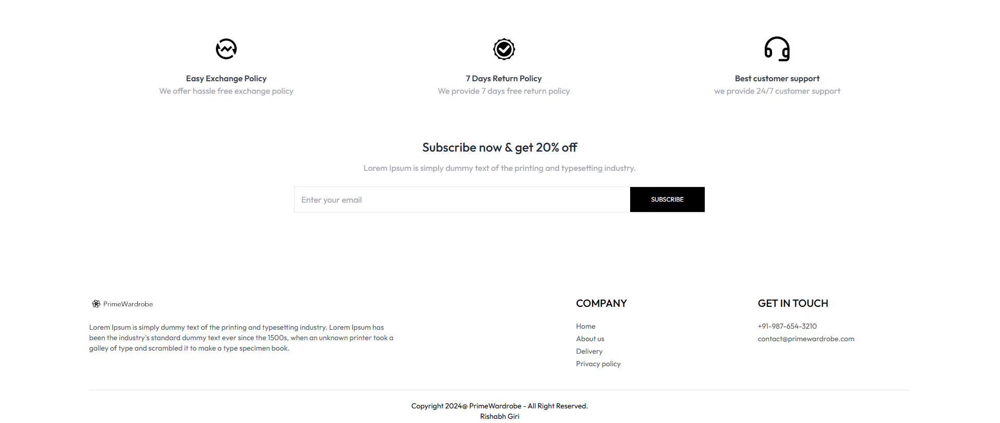 Easy Exchange Policy
We offer hassle free exchange policy
7 Days Return Policy
We provide 7 days free return policy
Best customer support
we provide 24/7 customer support
Subscribe now & get 20% off
Lorem Ipsum is simply dummy text of the printing and typesetting industry.
Enter your email
SUBSCRIBE
PrimeWardrobe
Lorem Ipsum is simply dummy text of the printing and typesetting industry. Lorem Ipsum has
been the industry's standard dummy text ever since the 1500s, when an unknown printer took a
galley of type and scrambled it to make a type specimen book.
COMPANY
Home
About us
Delivery
Privacy policy
GET IN TOUCH
+91-987-654-3210
contact@primewardrobe.com
Copyright 2024@ PrimeWardrobe - All Right Reserved.
Rishabh Giri